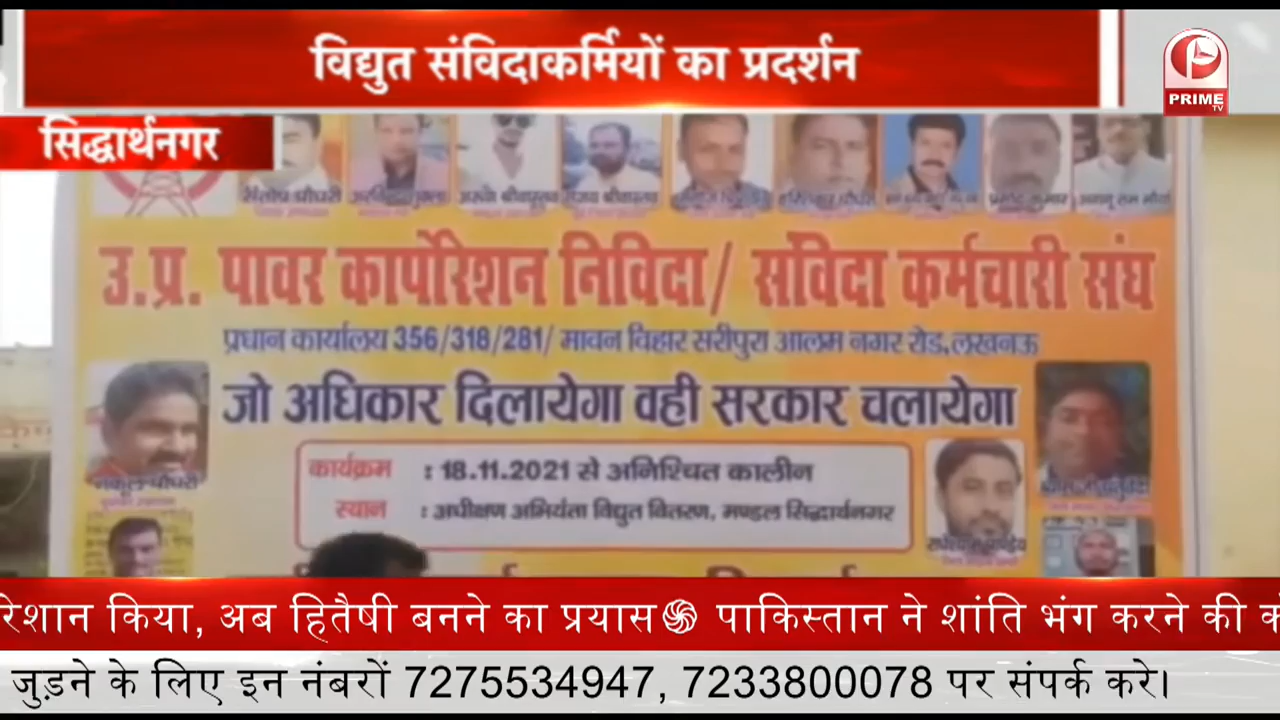 विद्युत संविदाकर्मियों का प्रदर्शन
PRIME
TV
सिद्धार्थनगर
संतोष चौधरी
उ.प्र. पावर कार्पोरेशन निविदा/ संविदा कर्मचारी संघ
प्रधान कार्यालय 356/318/281/ मावन विहार सरीपुरा आलम नगर रोड, लखनऊ
जो अधिकार दिलायेगा वही सरकार चलायेगा
कार्यक्रम : 18.11.2021 से अनिश्चित कालीन
स्थान : अधीक्षण अभियंता विद्युत वितरण, मण्डल सिद्धार्थनगर
रेशान किया, अब हितैषी बनने का प्रयास पाकिस्तान ने शांति भंग करने की
जुड़ने के लिए इन नंबरों 7275534947, 7233800078 पर संपर्क करे।